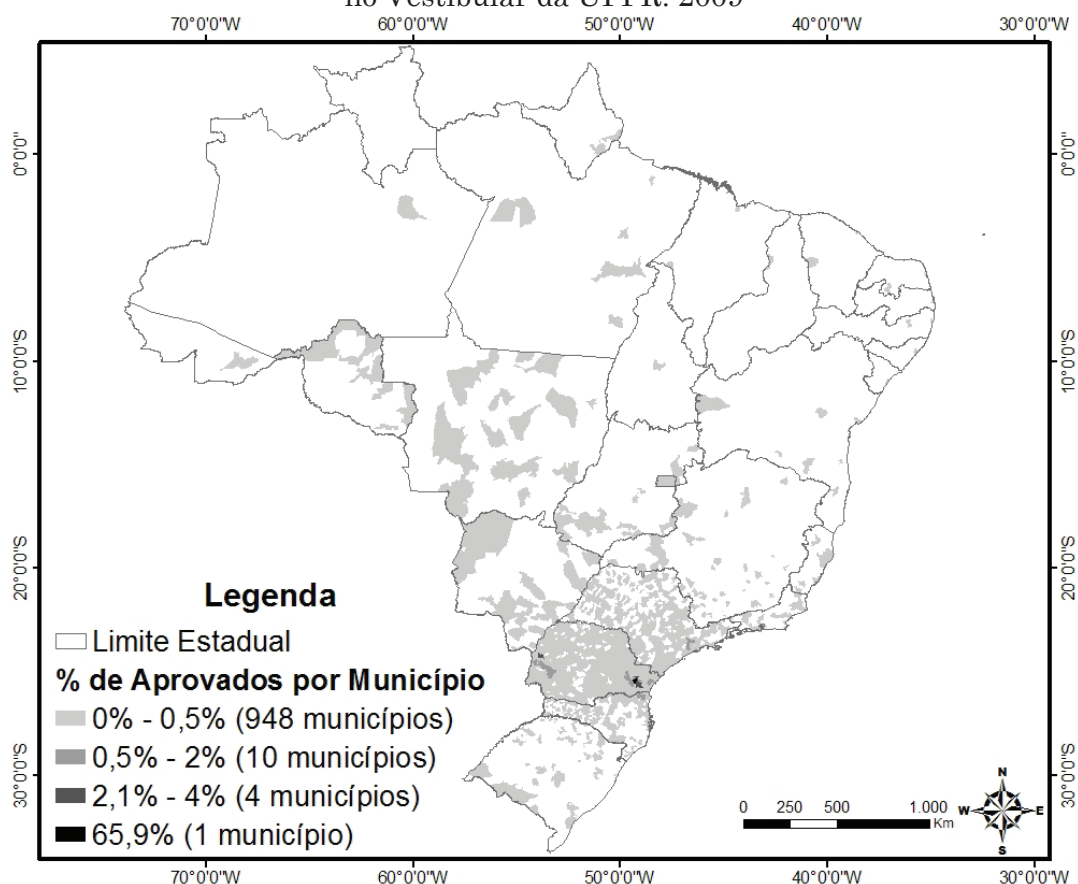 no Vestibular da UFPR: 2009
70°0'0"W 60°0'0"W 50°0'0"W 40°0'0"W 30°0'0"W
0°0'0" 0°0'0"
10°0'0"S 10°0'0"S
20°0'0"S 20°0'0"S
Legenda
Limite Estadual
% de Aprovados por Município
0% - 0,5% (948 municípios)
0,5% - 2% (10 municípios)
2,1% - 4% (4 municípios)
65,9% (1 município)
30°0'0"S 30°0'0"S
N
W E
S
0 250 500 1.000
Km
70°0'0"W 60°0'0"W 50°0'0"W 40°0'0"W 30°0'0"W